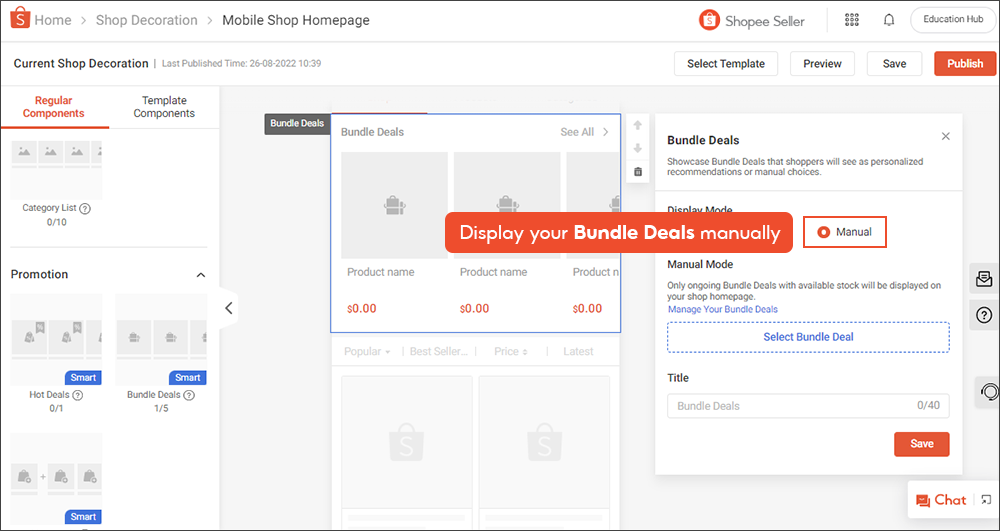 Home > Shop Decoration > Mobile Shop Homepage
Shopee Seller
Education Hub
Current Shop Decoration | Last Published Time: 26-08-2022 10:39
Select Template
Preview
Save
Publish
Regular
Components
Template
Components
Category List
0/10
Promotion
Smart
Hot Deals
0/1
Smart
Bundle Deals
1/5
Smart
Bundle Deals
Bundle Deals
See All
Product name
Product name
Product n
$0.00
$0.00
$0.00
Popular
Best Seller...
Price
Latest
Bundle Deals
Showcase Bundle Deals that shoppers will see as personalized
recommendations or manual choices.
Display Mode
Display your Bundle Deals manually
Manual
Manual Mode
Only ongoing Bundle Deals with available stock will be displayed on
your shop homepage.
Manage Your Bundle Deals
Select Bundle Deal
Title
Bundle Deals
0/40
Save
Chat